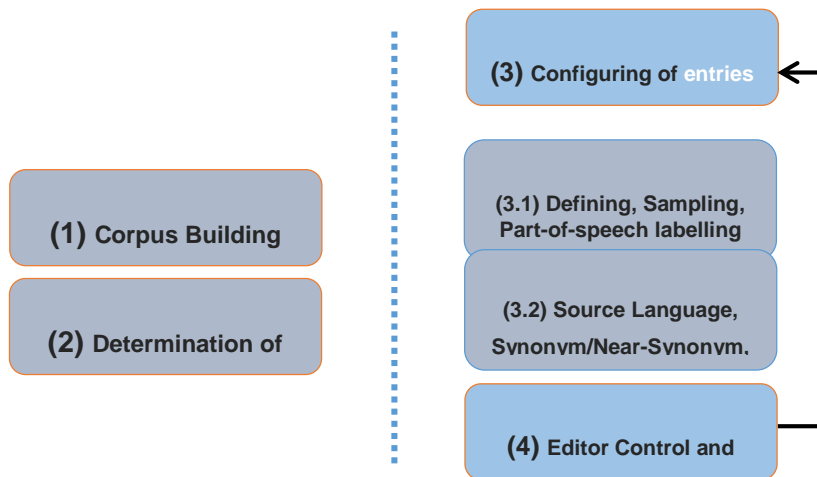 (1) Corpus Building
(2) Determination of
(3) Configuring of entries
(3.1) Defining, Sampling,
Part-of-speech labelling
(3.2) Source Language,
Synonym/Near-Synonym,
(4) Editor Control and